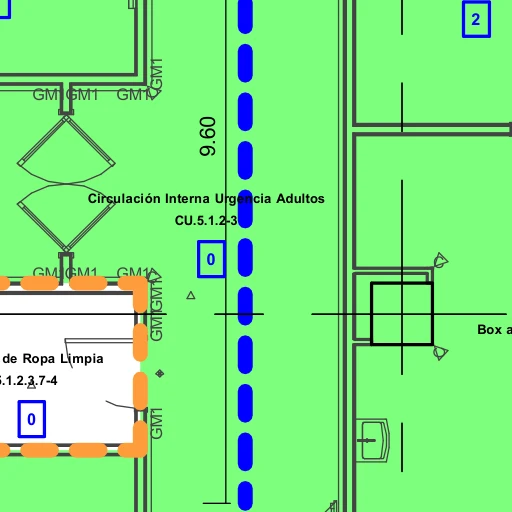 2
GM1
GM1 GM1 GM1
9.60
Circulación Interna Urgencia Adultos
CU.5.1.2-3
0
GM1 GM1 GM1
GM1
GM1
Box a
de Ropa Limpia
5.1.2.3.7-4
0
GM1